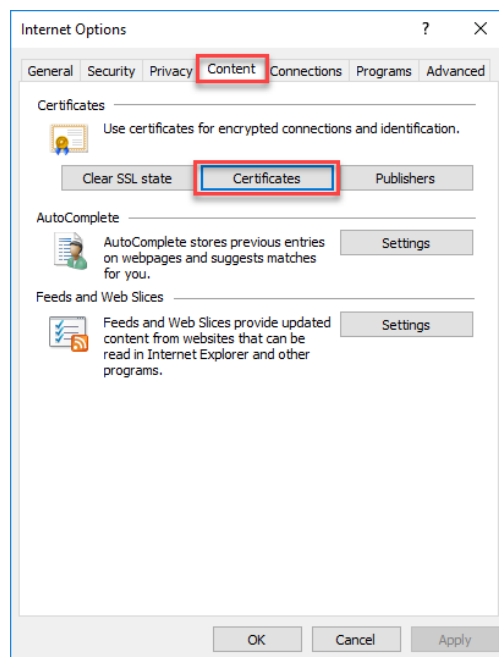 Internet Options ?
General Security Privacy Content Connections Programs Advanced
Certificates
Use certificates for encrypted connections and identification.
Clear SSL state Certificates Publishers
AutoComplete
AutoComplete stores previous entries
on webpages and suggests matches
for you.
Settings
Feeds and Web Slices
Feeds and Web Slices provide updated
content from websites that can be
read in Internet Explorer and other
programs.
Settings
OK Cancel Apply